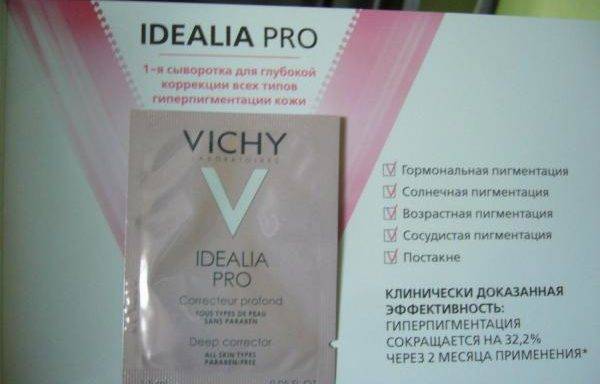 IDEALIA PRO
1-я сыворотка для глубокой
коррекции всех типов
гиперпигментации кожи
VICHY
LABORATOIRES
V
IDEALIA
PRO
Correcteur profond
TOUS TYPES DE PEAU
SANS PARABEN
Deep corrector
ALL SKIN TYPES
PARABEN-FREE
Гормональная пигментация
Солнечная пигментация
Возрастная пигментация
Сосудистая пигментация
Постакне
КЛИНИЧЕСКИ ДОКАЗАННАЯ
ЭФФЕКТИВНОСТЬ:
ГИПЕРПИГМЕНТАЦИЯ
СОКРАЩАЕТСЯ НА 32,2%
ЧЕРЕЗ 2 МЕСЯЦА ПРИМЕНЕНИЯ*